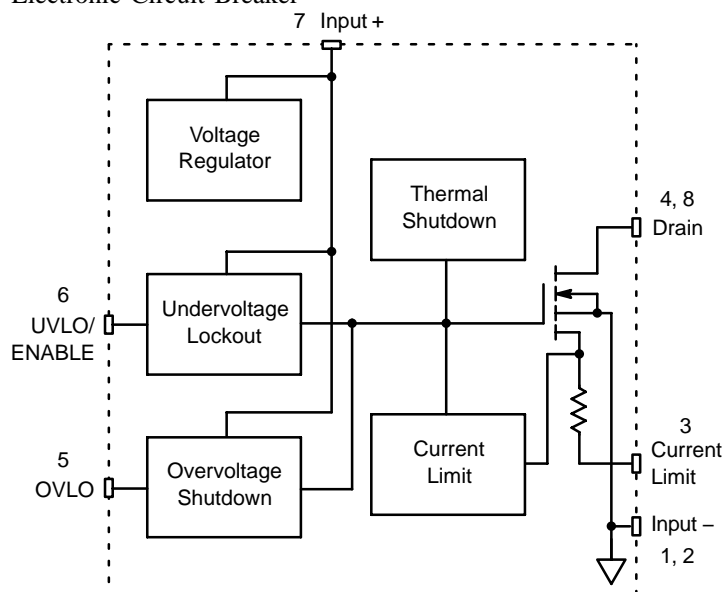 Electronic Circuit Breaker
7 Input +
Voltage
Regulator
Thermal
Shutdown
4, 8
Drain
6
UVLO/
ENABLE
Undervoltage
Lockout
5
OVLO
Overvoltage
Shutdown
Current
Limit
3
Current
Limit
Input –
1, 2